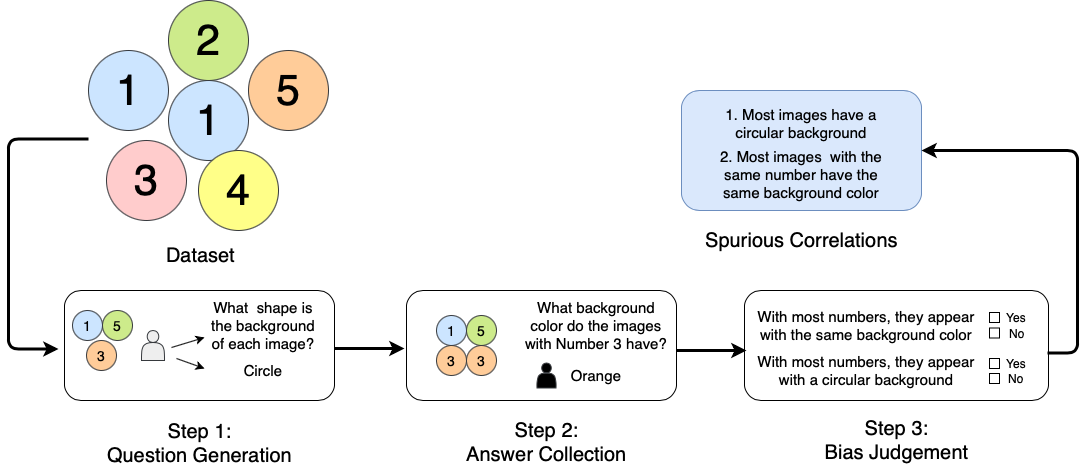 2
1
5
1
3
4
Dataset
1. Most images have a
circular background
2. Most images with the
same number have the
same background color
Spurious Correlations
1
5
3
What shape is
the background
of each image?
Circle
Step 1:
Question Generation
1
5
3
3
What background
color do the images
with Number 3 have?
Orange
Step 2:
Answer Collection
With most numbers, they appear
with the same background color
Yes
No
With most numbers, they appear
with a circular background
Yes
No
Step 3:
Bias Judgement